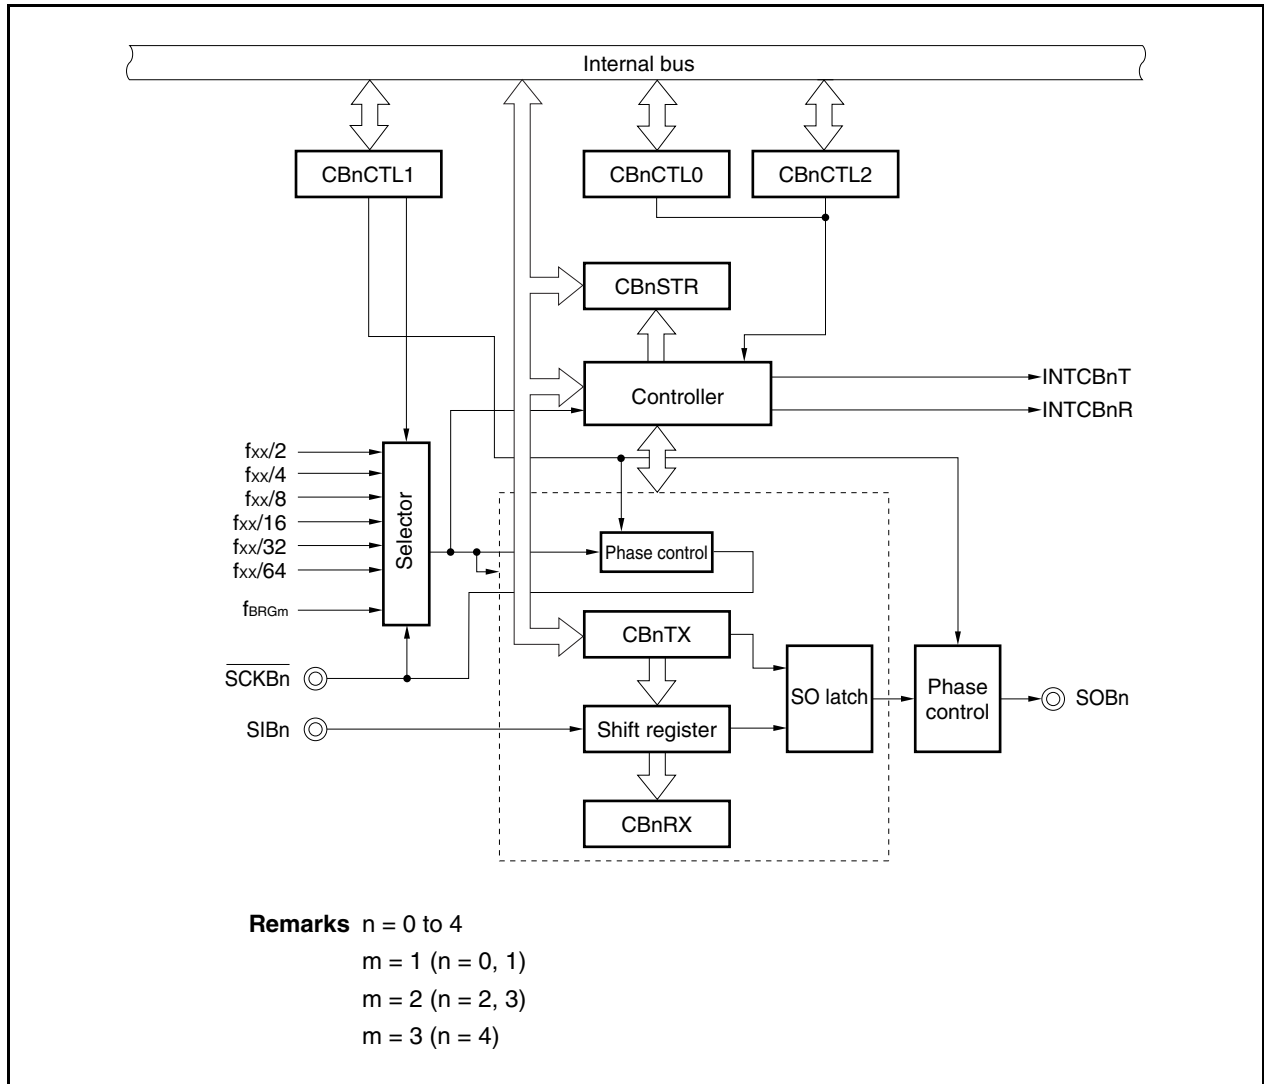 Internal bus
CBnCTL1
CBnCTL0
CBnCTL2
CBnSTR
Controller
INTCBnT
INTCBnR
fxx/2
fxx/4
fxx/8
fxx/16
fxx/32
fxx/64
fBRGm
Selector
Phase control
CBnTX
SCKBn
SO latch
Phase
control
SOBn
SIBn
Shift register
CBnRX
Remarks n = 0 to 4
m = 1 (n = 0, 1)
m = 2 (n = 2, 3)
m = 3 (n = 4)